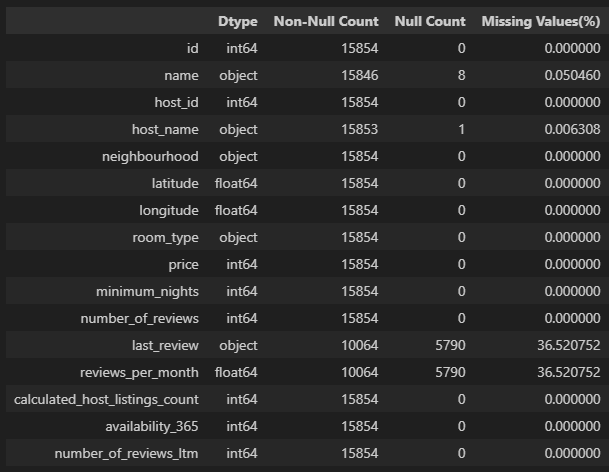 Dtype Non-Null Count Null Count Missing Values(%)
id int64 15854 0 0.000000
name object 15846 8 0.050460
host_id int64 15854 0 0.000000
host_name object 15853 1 0.006308
neighbourhood object 15854 0 0.000000
latitude float64 15854 0 0.000000
longitude float64 15854 0 0.000000
room_type object 15854 0 0.000000
price int64 15854 0 0.000000
minimum_nights int64 15854 0 0.000000
number_of_reviews int64 15854 0 0.000000
last_review object 10064 5790 36.520752
reviews_per_month float64 10064 5790 36.520752
calculated_host_listings_count int64 15854 0 0.000000
availability_365 int64 15854 0 0.000000
number_of_reviews_ltm int64 15854 0 0.000000